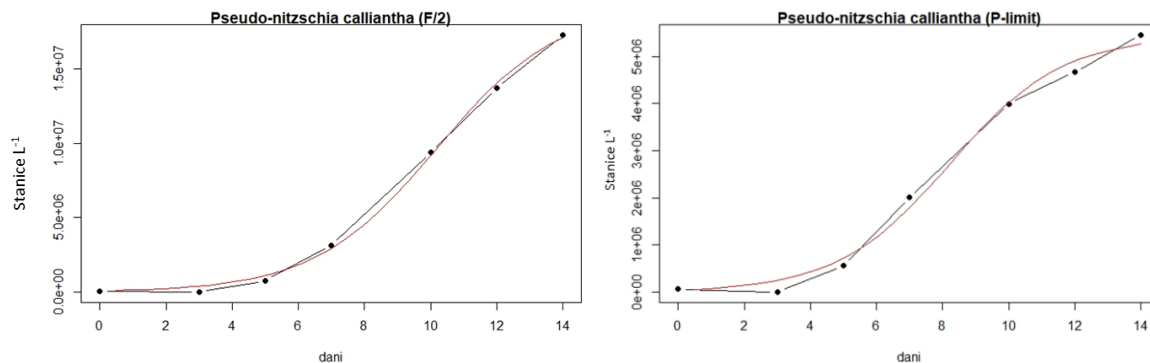 Pseudo-nitzschia calliantha (F/2)
Stanice L⁻¹
0.0e+00 5.0e+06 1.0e+07 1.5e+07
0 2 4 6 8 10 12 14
dani
Pseudo-nitzschia calliantha (P-limit)
Stanice L⁻¹
0e+00 1e+06 2e+06 3e+06 4e+06 5e+06
0 2 4 6 8 10 12 14
dani